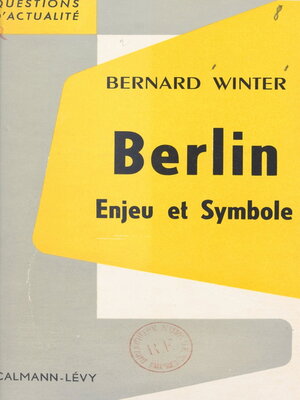 QUESTIONS
D'ACTUALITÉ
8
BERNARD WINTER
Berlin
Enjeu et Symbole
R.F.
CALMANN-LÉVY